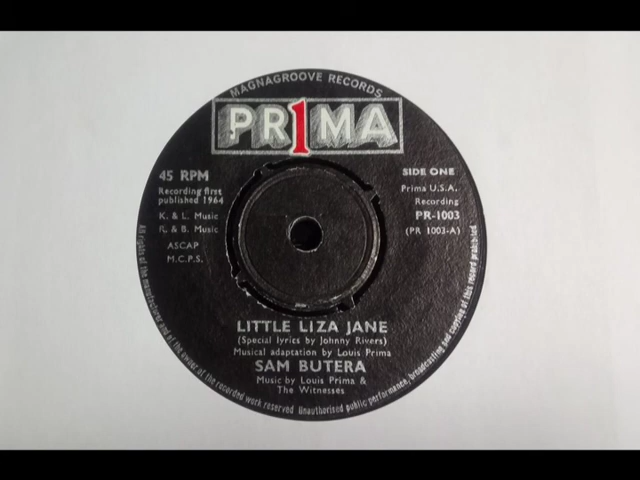 MAGNAGROOVE RECORDS
PR1MA
45 RPM
Recording first
published 1964
K. & L. Music
R. & B. Music
ASCAP
M.C.P.S.
SIDE ONE
Prima U.S.A.
Recording
PR-1003
(PR 1003-A)
LITTLE LIZA JANE
(Special lyrics by Johnny Rivers)
Musical adaptation by Louis Prima
SAM BUTERA
Music by Louis Prima &
The Witnesses
All rights of the manufacturer and of the owner of the recorded work reserved Unauthorised public performance, broadcasting and copying of this record prohibited.